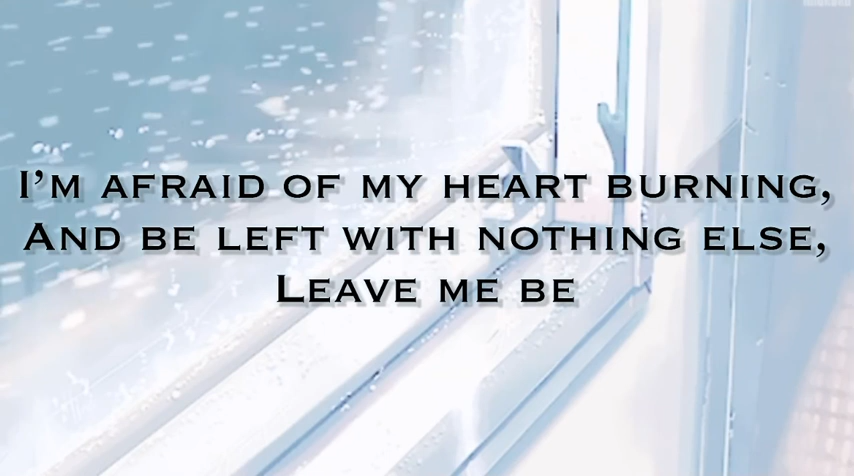 I'm afraid of my heart burning,
And be left with nothing else,
Leave me be